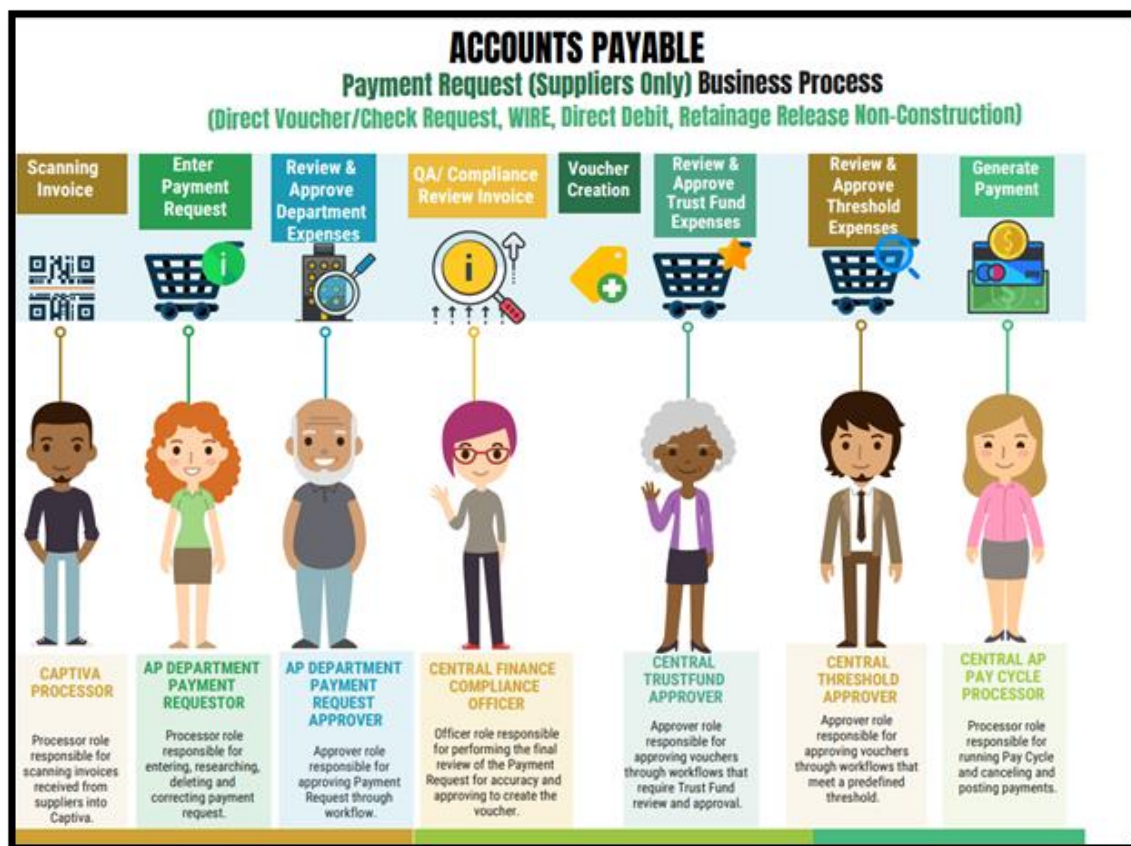 ACCOUNTS PAYABLE
Payment Request (Suppliers Only) Business Process
(Direct Voucher/Check Request, WIRE, Direct Debit, Retainage Release Non-Construction)
Scanning
Invoice
Enter
Payment
Request
Review &
Approve
Department
Expenses
QA/ Compliance
Review Invoice
Voucher
Creation
Review &
Approve
Trust Fund
Expenses
Review &
Approve
Threshold
Expenses
Generate
Payment
CAPTIVA
PROCESSOR
Processor role
responsible for
scanning invoices
received from
suppliers into
Captiva.
AP DEPARTMENT
PAYMENT
REQUESTOR
Processor role
responsible for
entering, researching,
deleting and
correcting payment
request.
AP DEPARTMENT
PAYMENT
REQUEST
APPROVER
Approver role
responsible for
approving Payment
Request through
workflow.
CENTRAL FINANCE
COMPLIANCE
OFFICER
Officer role responsible
for performing the final
review of the Payment
Request for accuracy and
approving to create the
voucher.
CENTRAL
TRUSTFUND
APPROVER
Approver role
responsible for
approving vouchers
through workflows that
require Trust Fund
review and approval.
CENTRAL
THRESHOLD
APPROVER
Approver role
responsible for
approving vouchers
through workflows that
meet a predefined
threshold.
CENTRAL AP
PAY CYCLE
PROCESSOR
Processor role
responsible for
running Pay Cycle
and canceling and
posting payments.